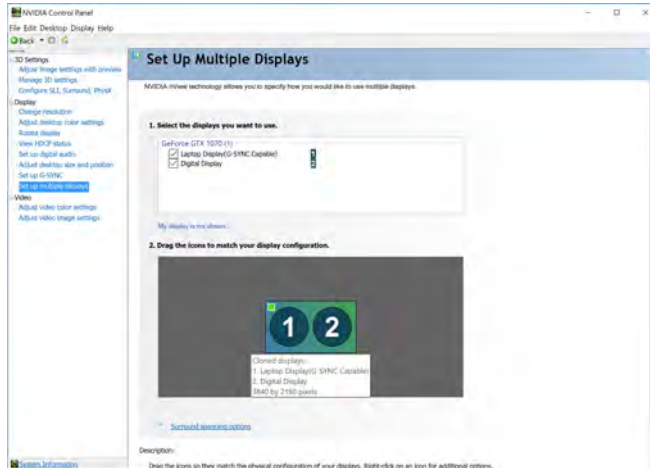 NVIDIA Control Panel
File Edit Desktop Display Help
Back
3D Settings
Adjust image settings with preview
Manage 3D settings
Configure SLI, Surround, PhysX
Display
Change resolution
Adjust desktop color settings
Rotate display
View HDCP status
Set up digital audio
Adjust desktop size and position
Set up G-SYNC
Set up multiple displays
Video
Adjust video color settings
Adjust video image settings
System Information
Set Up Multiple Displays
NVIDIA nView technology allows you to specify how you would like to use multiple displays.
1. Select the displays you want to use.
GeForce GTX 1070 (1)
Laptop Display(G-SYNC Capable) 1
Digital Display 2
My display is not shown...
2. Drag the icons to match your display configuration.
1 2
Cloned displays:
1. Laptop Display(G-SYNC Capable)
2. Digital Display
3840 by 2160 pixels
Surround spanning options
Description:
Drag the icons so they match the physical configuration of your displays. Right-click on an icon for additional options.